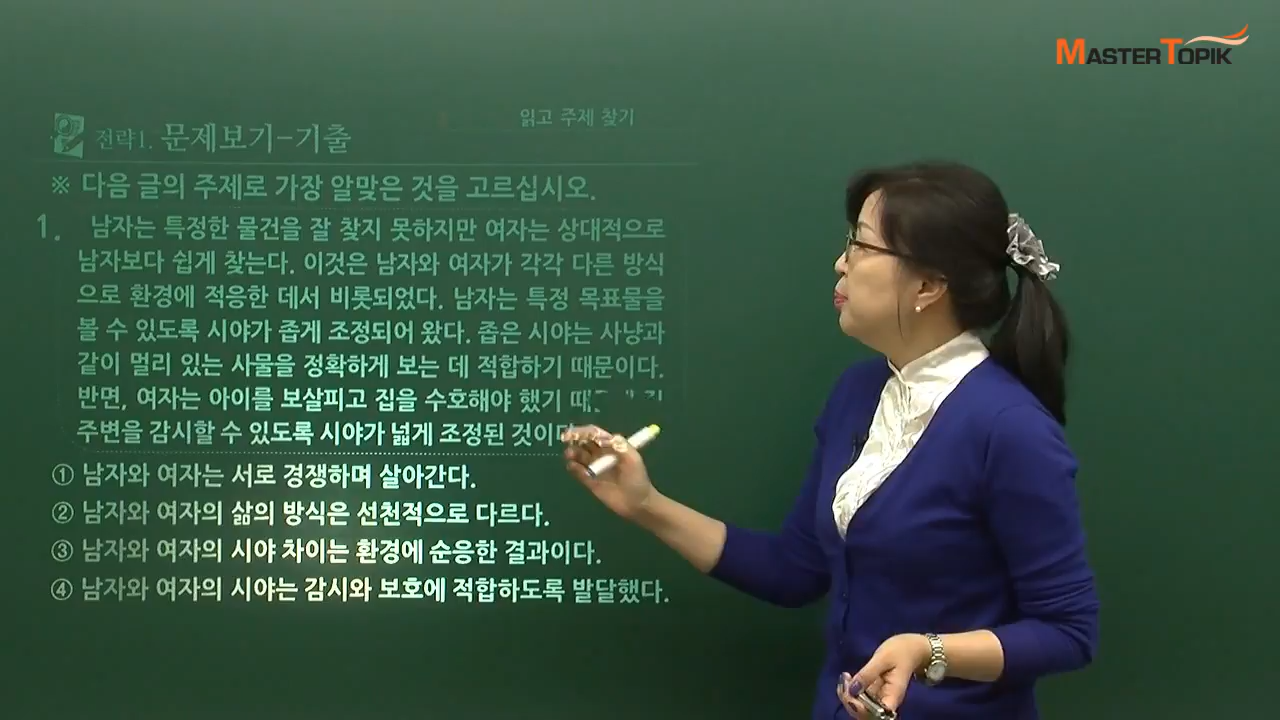 MASTER TOPIK
읽고 주제 찾기
전략1. 문제보기-기출
※ 다음 글의 주제로 가장 알맞은 것을 고르십시오.
1. 남자는 특정한 물건을 잘 찾지 못하지만 여자는 상대적으로
남자보다 쉽게 찾는다. 이것은 남자와 여자가 각각 다른 방식
으로 환경에 적응한 데서 비롯되었다. 남자는 특정 목표물을
볼 수 있도록 시야가 좁게 조정되어 왔다. 좁은 시야는 사냥과
같이 멀리 있는 사물을 정확하게 보는 데 적합하기 때문이다.
반면, 여자는 아이를 보살피고 집을 수호해야 했기
주변을 감시할 수 있도록 시야가 넓게 조정된 것이다
① 남자와 여자는 서로 경쟁하며 살아간다.
② 남자와 여자의 삶의 방식은 선천적으로 다르다.
③ 남자와 여자의 시야 차이는 환경에 순응한 결과이다.
④ 남자와 여자의 시야는 감시와 보호에 적합하도록 발달했다.